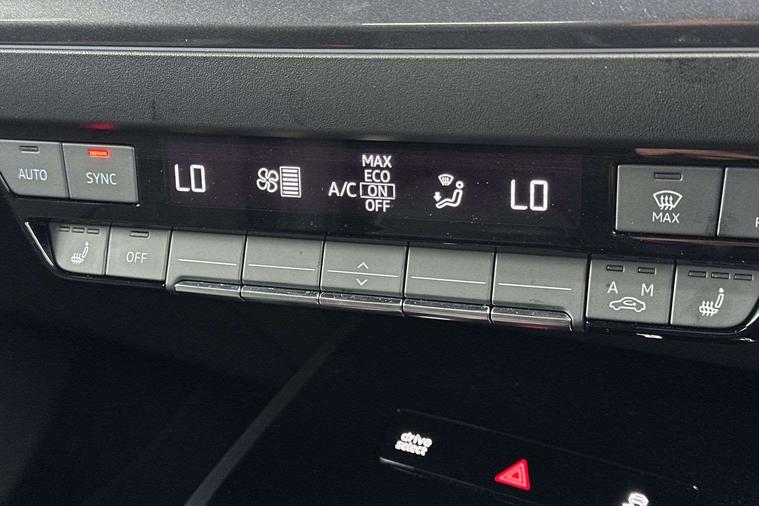 AUTO
SYNC
LO
A/C
MAX
ECO
ON
OFF
LO
MAX
OFF
A M
drive
select